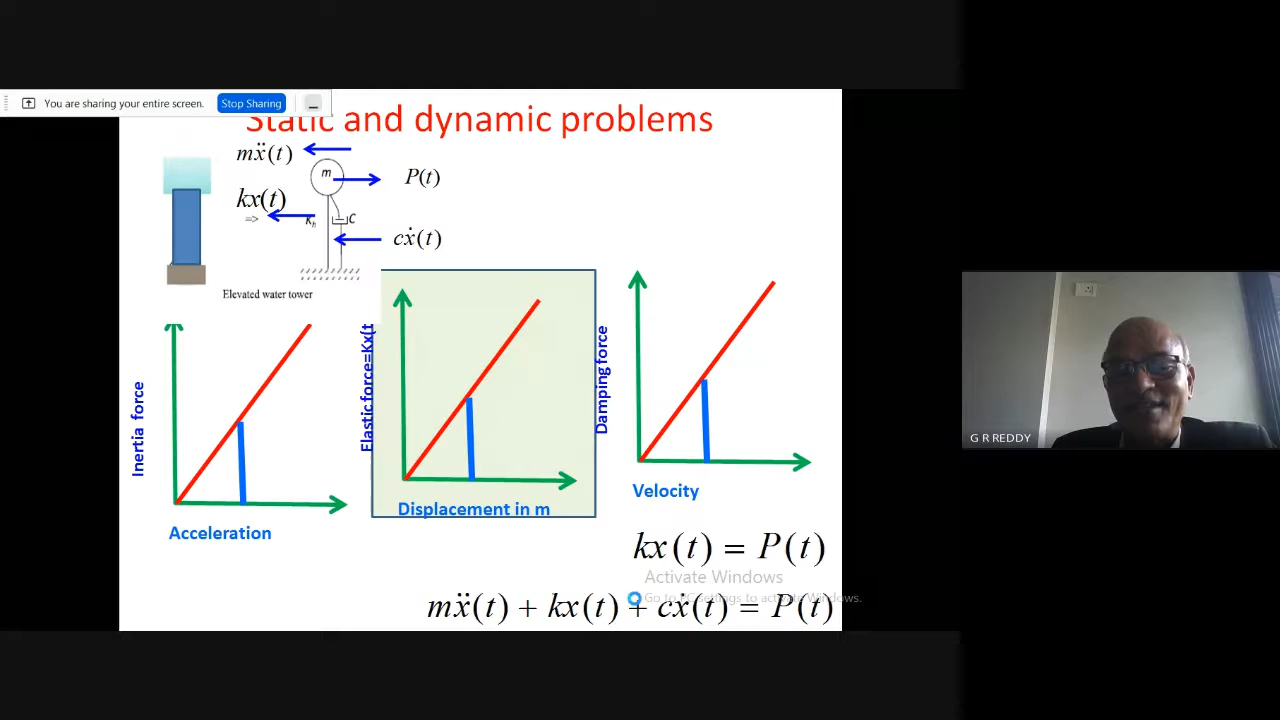 You are sharing your entire screen. Stop Sharing
Static and dynamic problems
mẍ(t)
m
P(t)
kx(t)
=>
Kh
C
cẋ(t)
Elevated water tower
Inertia force
Acceleration
Elastic force=Kx(t
Displacement in m
Damping force
Velocity
kx(t) = P(t)
Activate Windows
Go to PC settings to activate Windows.
mẍ(t) + kx(t) + cẋ(t) = P(t)
G R REDDY